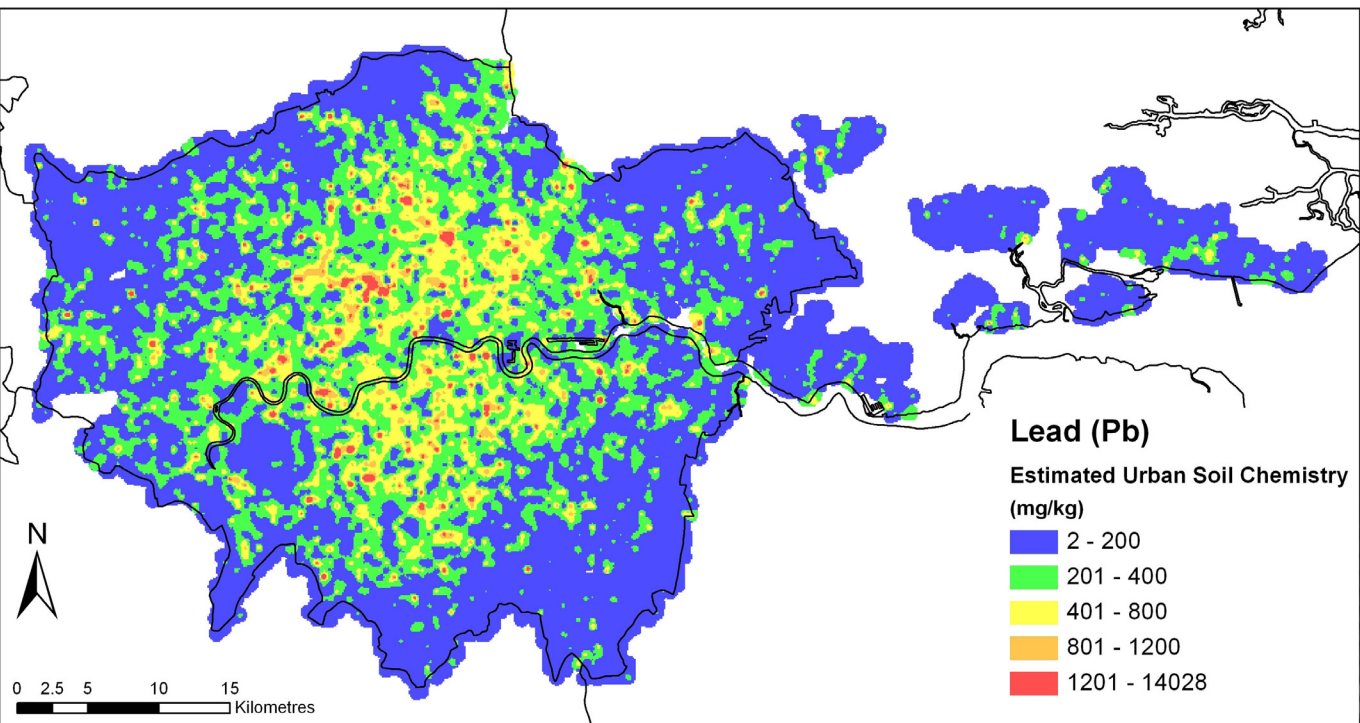 Lead (Pb)
Estimated Urban Soil Chemistry
(mg/kg)
2 - 200
201 - 400
401 - 800
801 - 1200
1201 - 14028
N
0 2.5 5 10 15
Kilometres